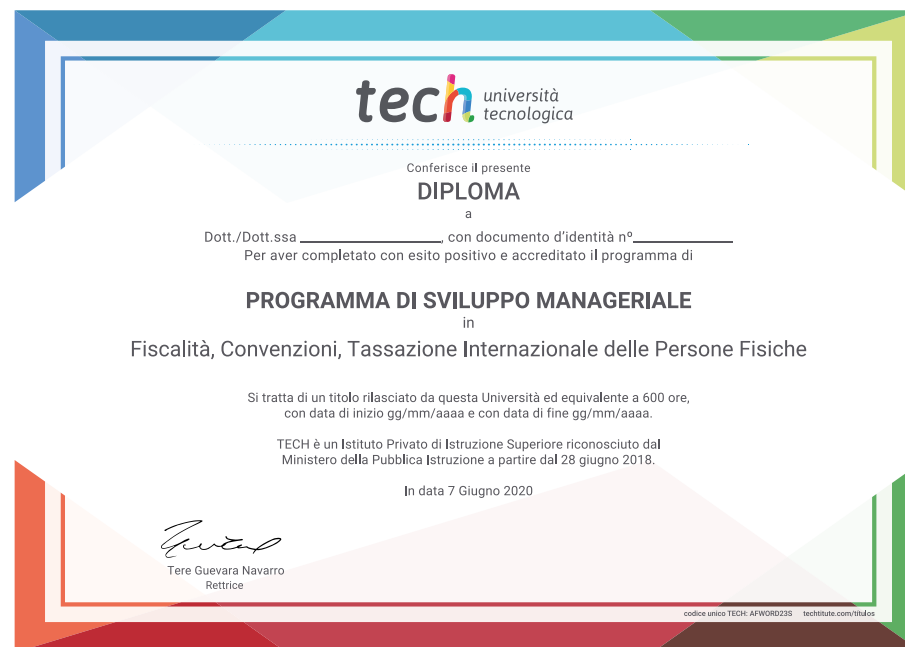 tech università
tecnologica
Conferisce il presente
DIPLOMA
a
Dott./Dott.ssa ____________________, con documento d’identità nº______________
Per aver completato con esito positivo e accreditato il programma di
PROGRAMMA DI SVILUPPO MANAGERIALE
in
Fiscalità, Convenzioni, Tassazione Internazionale delle Persone Fisiche
Si tratta di un titolo rilasciato da questa Università ed equivalente a 600 ore,
con data di inizio gg/mm/aaaa e con data di fine gg/mm/aaaa.
TECH è un Istituto Privato di Istruzione Superiore riconosciuto dal
Ministero della Pubblica Istruzione a partire dal 28 giugno 2018.
In data 7 Giugno 2020
Tere Guevara Navarro
Rettrice
codice unico TECH: AFWORD23S techtitute.com/títulos